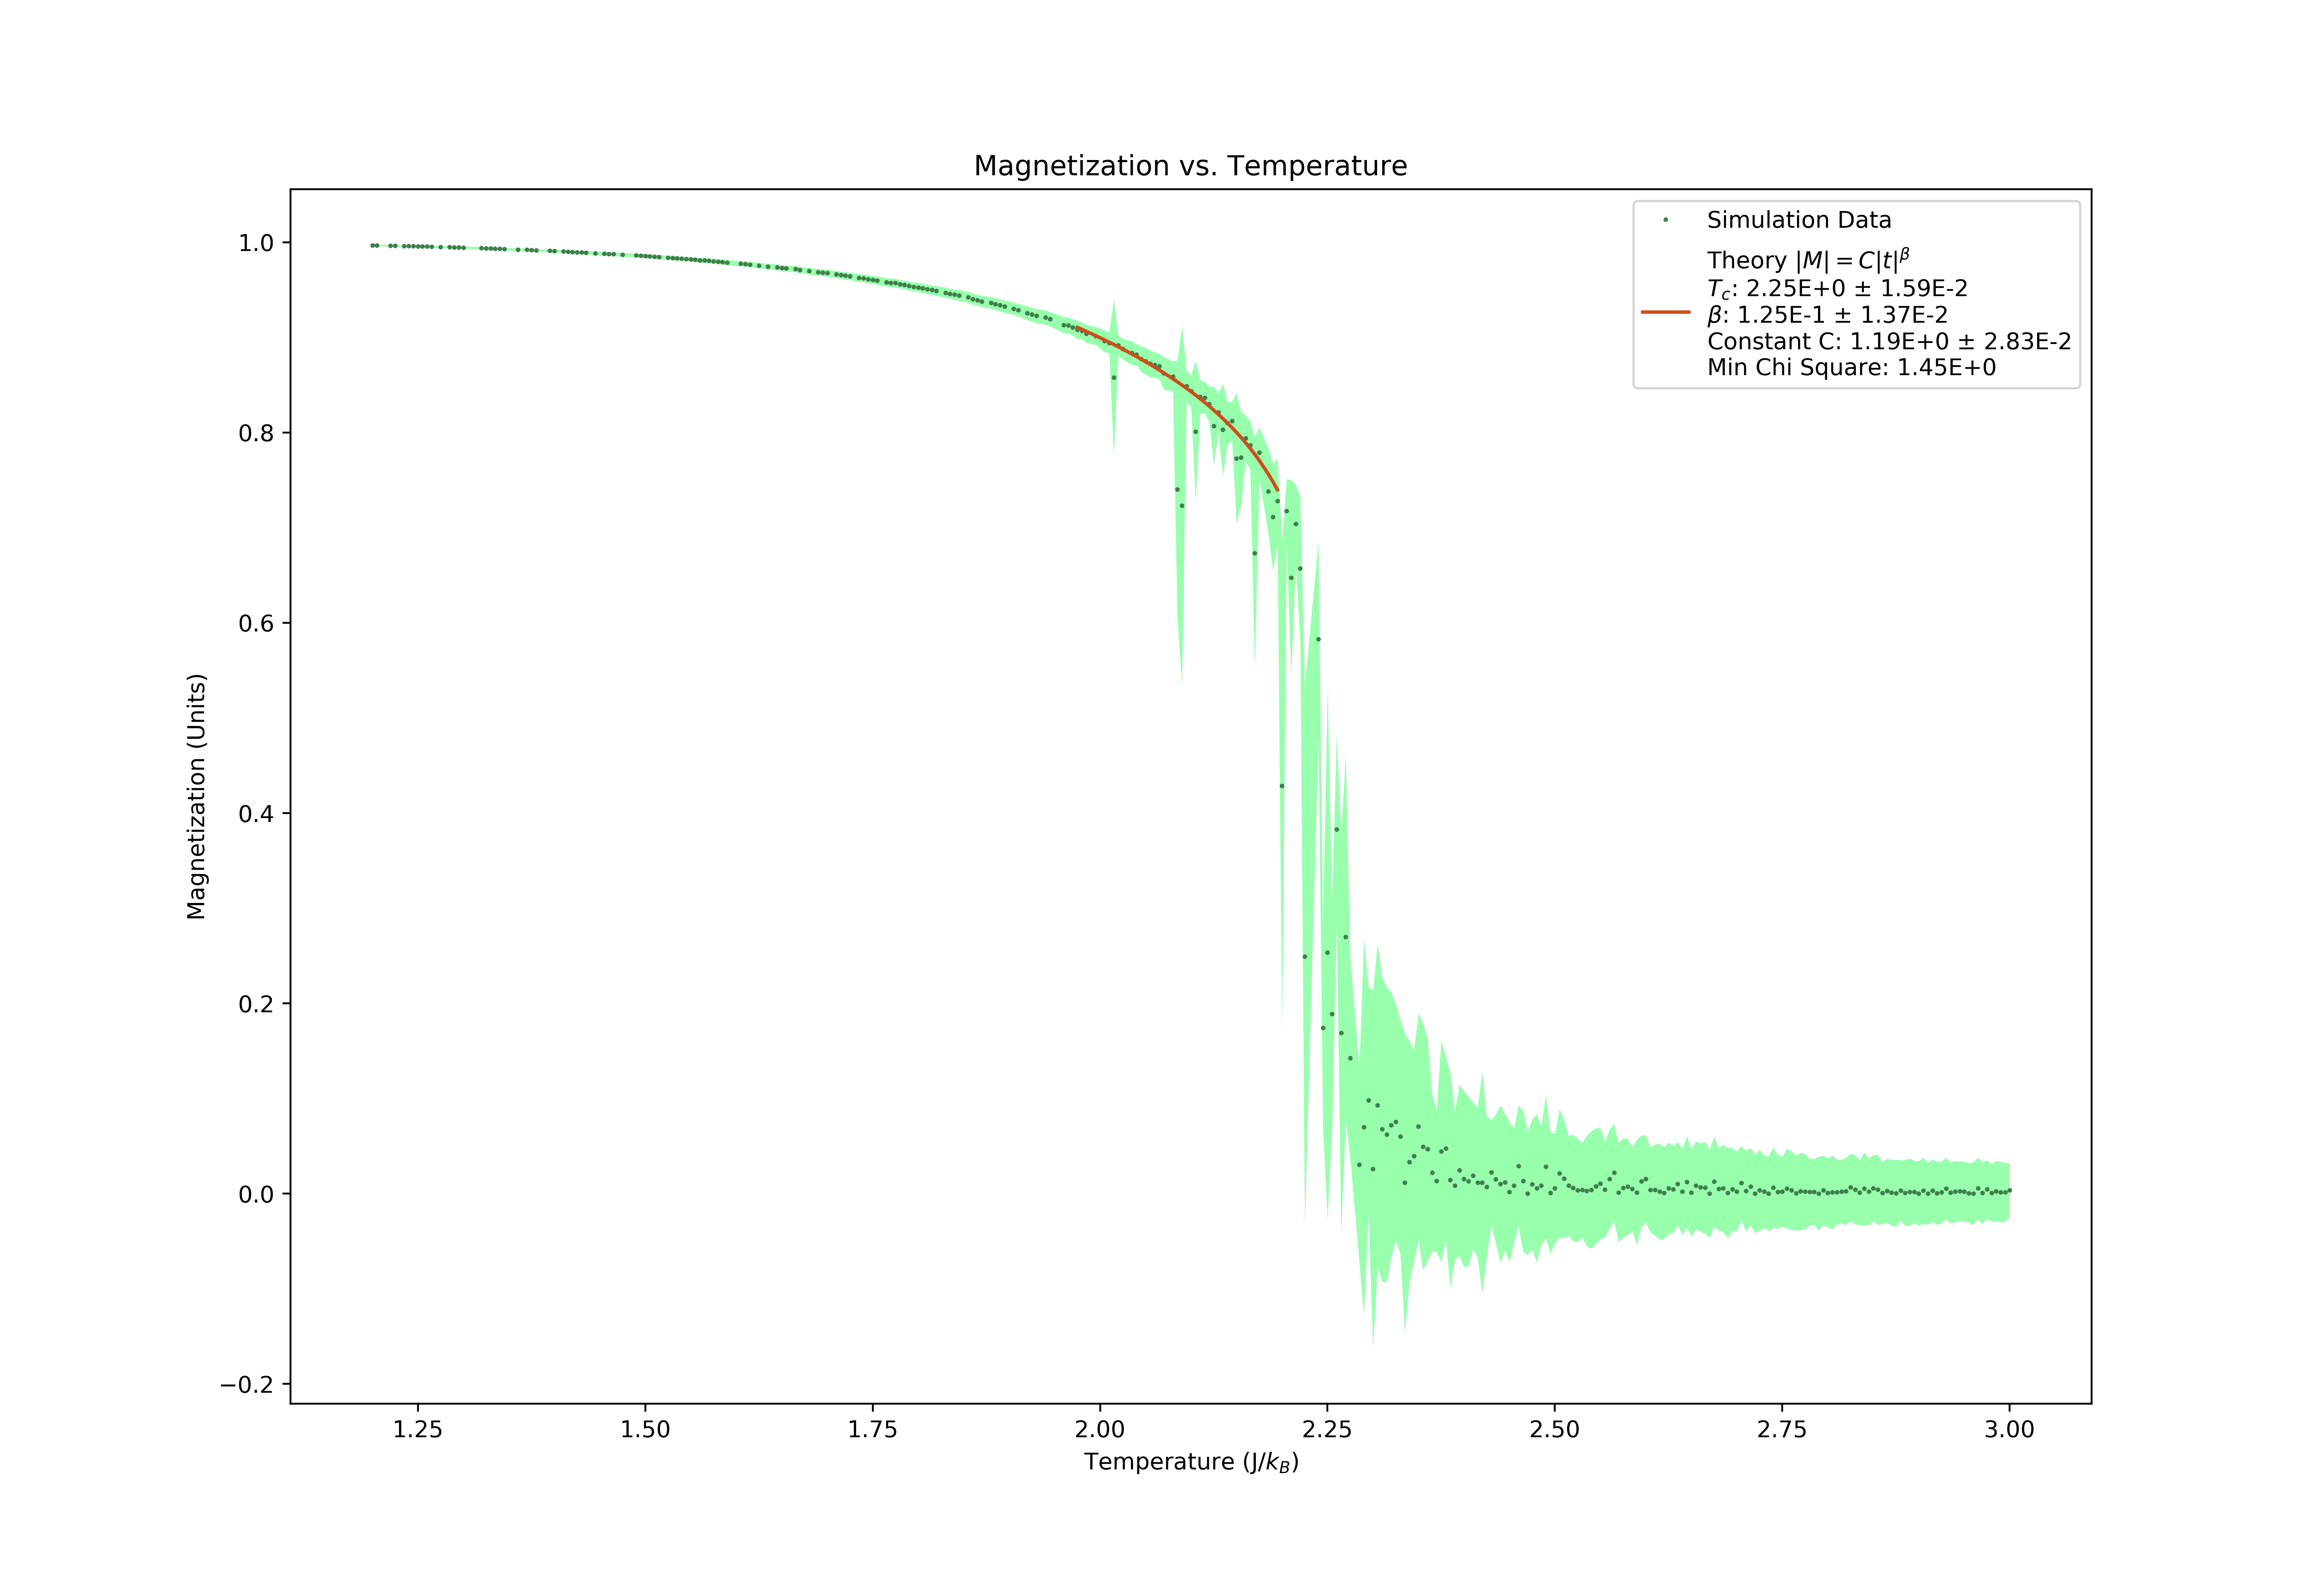 Magnetization vs. Temperature
Simulation Data
Theory |M| = C|t|^β
T_c: 2.25E+0 ± 1.59E-2
β: 1.25E-1 ± 1.37E-2
Constant C: 1.19E+0 ± 2.83E-2
Min Chi Square: 1.45E+0
Magnetization (Units)
1.0
0.8
0.6
0.4
0.2
0.0
−0.2
1.25 1.50 1.75 2.00 2.25 2.50 2.75 3.00
Temperature (J/k_B)